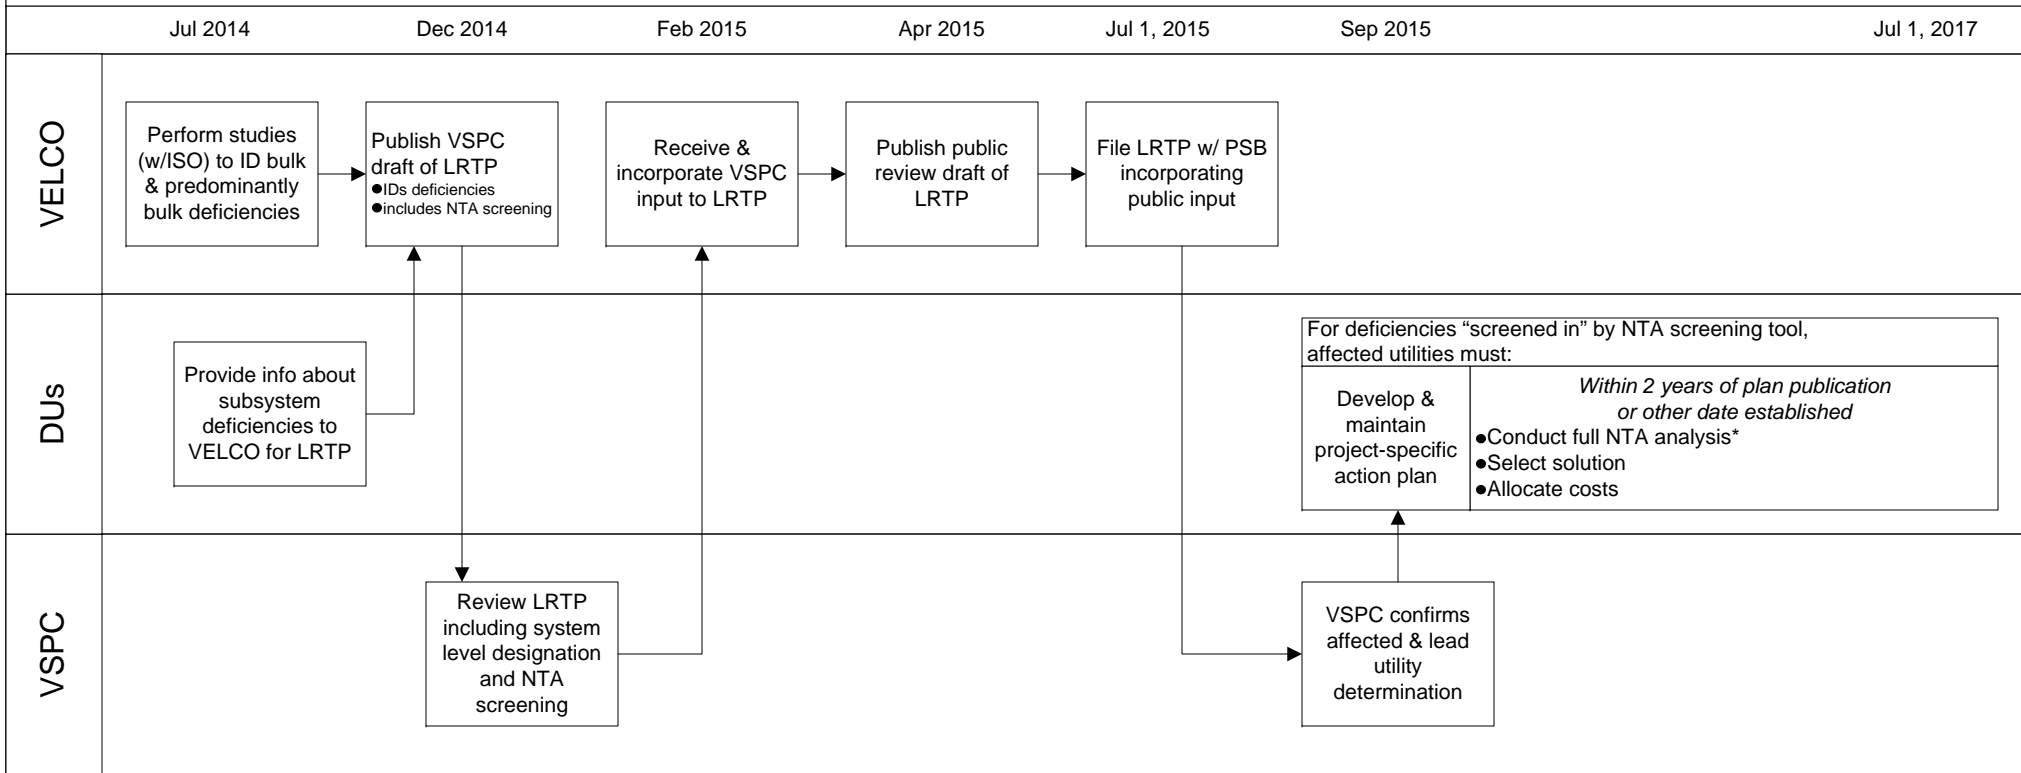 Jul 2014 Dec 2014 Feb 2015 Apr 2015 Jul 1, 2015 Sep 2015 Jul 1, 2017
VELCO
Perform studies
(w/ISO) to ID bulk
& predominantly
bulk deficiencies
Publish VSPC
draft of LRTP
●IDs deficiencies
●includes NTA screening
Receive &
incorporate VSPC
input to LRTP
Publish public
review draft of
LRTP
File LRTP w/ PSB
incorporating
public input
DUs
Provide info about
subsystem
deficiencies to
VELCO for LRTP
For deficiencies “screened in” by NTA screening tool,
affected utilities must:
Develop &
maintain
project-specific
action plan
Within 2 years of plan publication
or other date established
●Conduct full NTA analysis*
●Select solution
●Allocate costs
VSPC
Review LRTP
including system
level designation
and NTA
screening
VSPC confirms
affected & lead
utility
determination